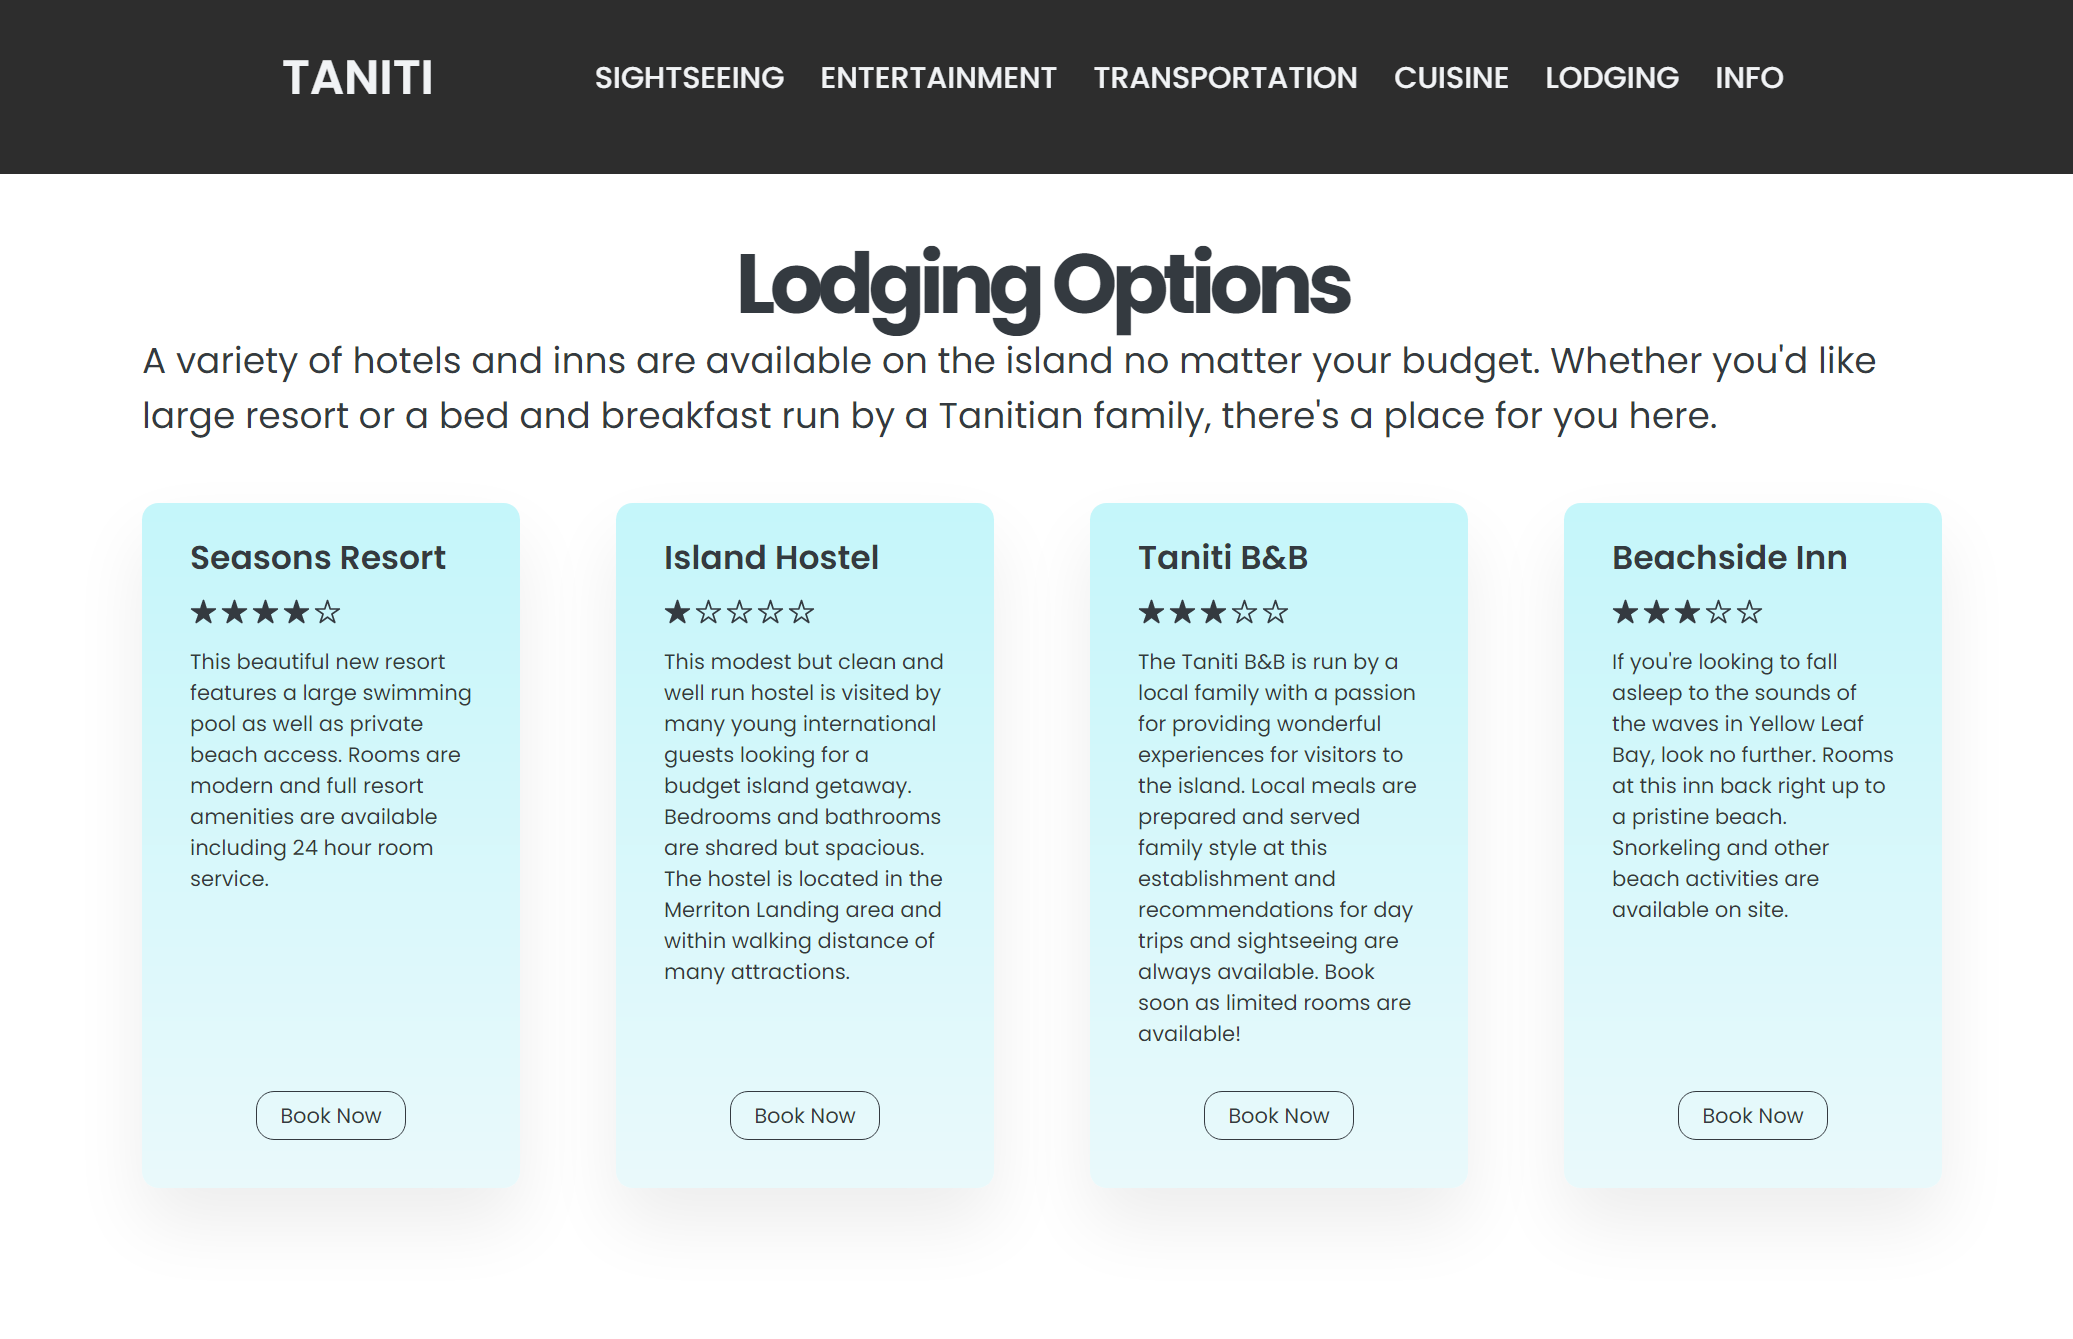 TANITI
SIGHTSEEING ENTERTAINMENT TRANSPORTATION CUISINE LODGING INFO
Lodging Options
A variety of hotels and inns are available on the island no matter your budget. Whether you'd like
large resort or a bed and breakfast run by a Tanitian family, there's a place for you here.
Seasons Resort
★★★★☆
This beautiful new resort
features a large swimming
pool as well as private
beach access. Rooms are
modern and full resort
amenities are available
including 24 hour room
service.
Book Now
Island Hostel
★☆☆☆☆
This modest but clean and
well run hostel is visited by
many young international
guests looking for a
budget island getaway.
Bedrooms and bathrooms
are shared but spacious.
The hostel is located in the
Merriton Landing area and
within walking distance of
many attractions.
Book Now
Taniti B&B
★★★☆☆
The Taniti B&B is run by a
local family with a passion
for providing wonderful
experiences for visitors to
the island. Local meals are
prepared and served
family style at this
establishment and
recommendations for day
trips and sightseeing are
always available. Book
soon as limited rooms are
available!
Book Now
Beachside Inn
★★★☆☆
If you're looking to fall
asleep to the sounds of
the waves in Yellow Leaf
Bay, look no further. Rooms
at this inn back right up to
a pristine beach.
Snorkeling and other
beach activities are
available on site.
Book Now